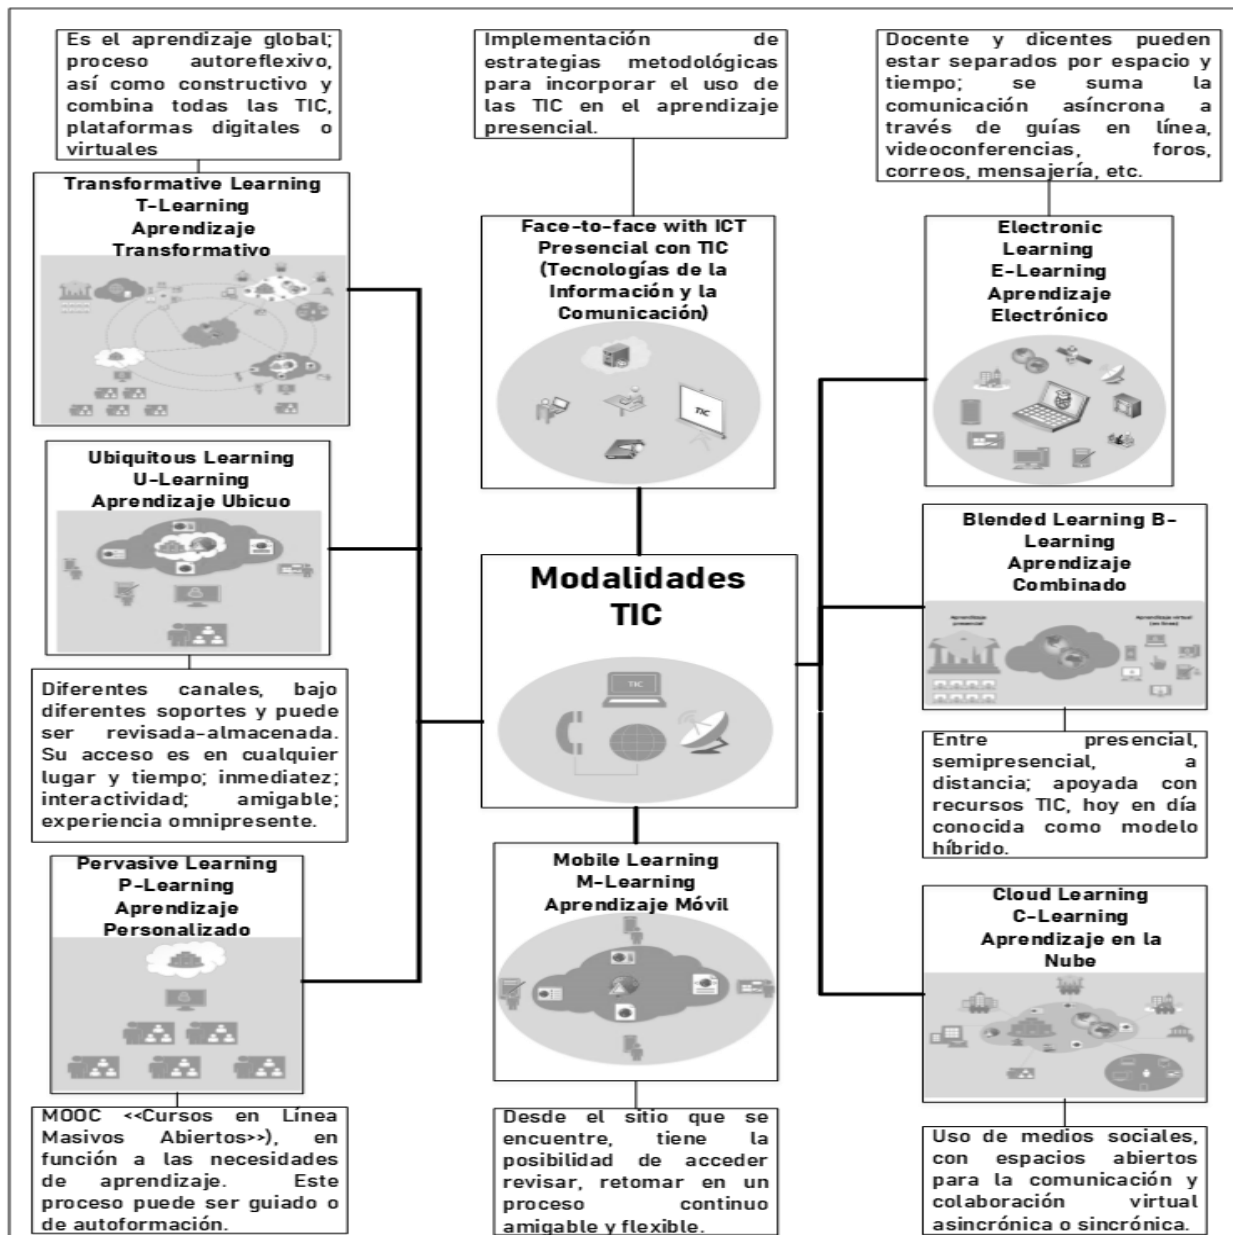 Es el aprendizaje global;
proceso autoreflexivo,
así como constructivo y
combina todas las TIC,
plataformas digitales o
virtuales
Transformative Learning
T-Learning
Aprendizaje
Transformativo
Implementación de
estrategias metodológicas
para incorporar el uso de
las TIC en el aprendizaje
presencial.
Face-to-face with ICT
Presencial con TIC
(Tecnologías de la
Información y la
Comunicación)
TIC
Docente y dicentes pueden
estar separados por espacio y
tiempo; se suma la
comunicación asíncrona a
través de guías en línea,
videoconferencias, foros,
correos, mensajería, etc.
Electronic
Learning
E-Learning
Aprendizaje
Electrónico
Ubiquitous Learning
U-Learning
Aprendizaje Ubicuo
Diferentes canales, bajo
diferentes soportes y puede
ser revisada-almacenada.
Su acceso es en cualquier
lugar y tiempo; inmediatez;
interactividad; amigable;
experiencia omnipresente.
Modalidades
TIC
TIC
Blended Learning B-
Learning
Aprendizaje
Combinado
Aprendizaje
presencial
Aprendizaje virtual
(en línea)
Entre presencial,
semipresencial, a
distancia; apoyada con
recursos TIC, hoy en día
conocida como modelo
híbrido.
Pervasive Learning
P-Learning
Aprendizaje
Personalizado
MOOC <<Cursos en Línea
Masivos Abiertos>>), en
función a las necesidades
de aprendizaje. Este
proceso puede ser guiado o
de autoformación.
Mobile Learning
M-Learning
Aprendizaje Móvil
Desde el sitio que se
encuentre, tiene la
posibilidad de acceder
revisar, retomar en un
proceso continuo
amigable y flexible.
Cloud Learning
C-Learning
Aprendizaje en la
Nube
Uso de medios sociales,
con espacios abiertos
para la comunicación y
colaboración virtual
asincrónica o sincrónica.